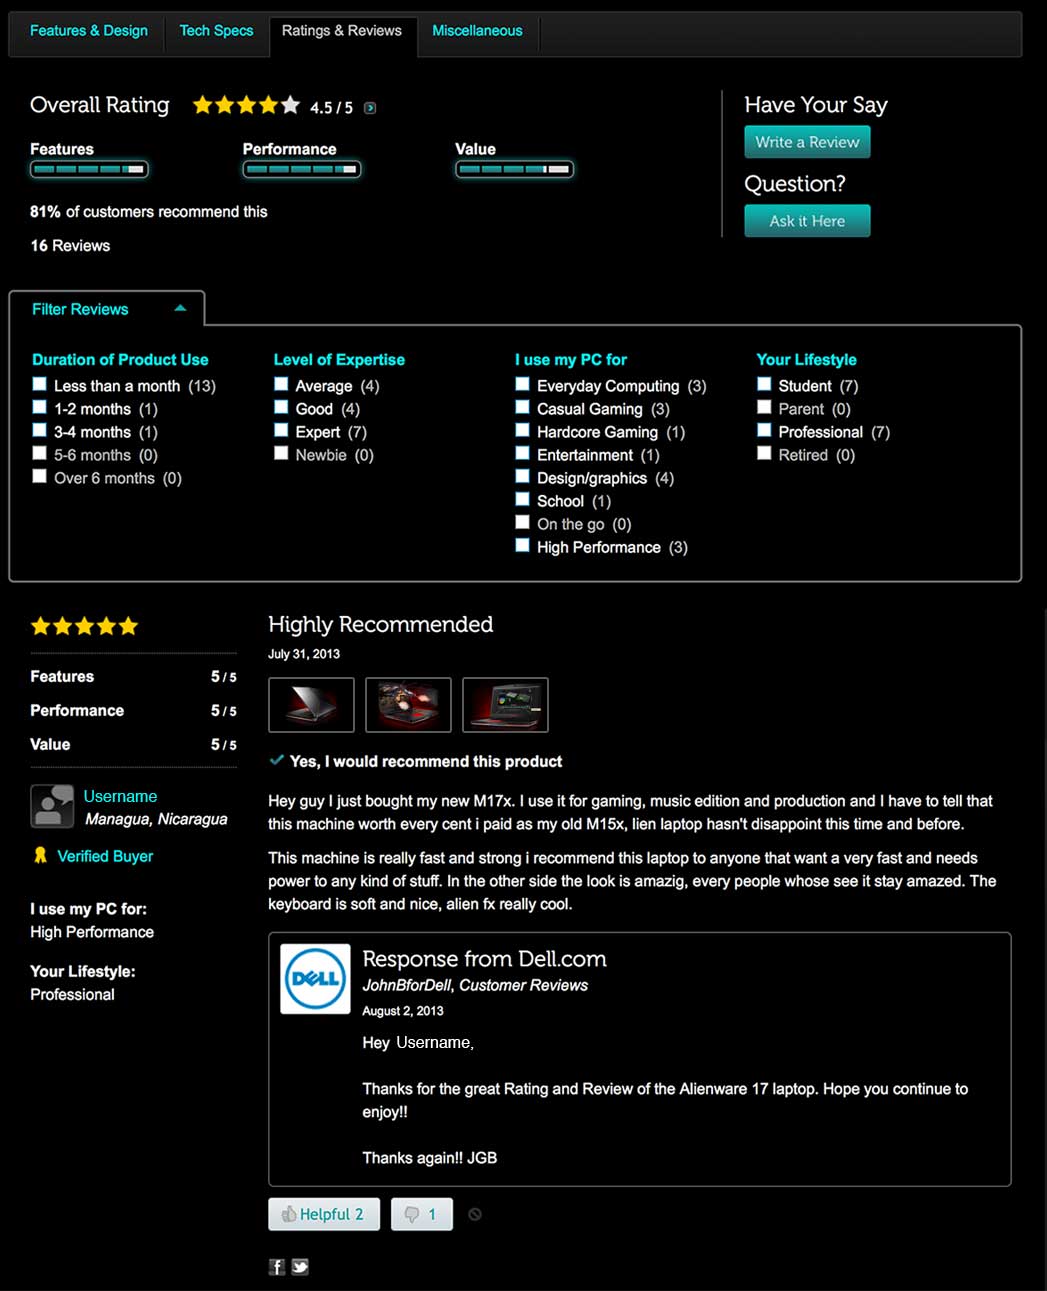 Features & Design Tech Specs Ratings & Reviews Miscellaneous
Overall Rating 4.5 / 5
Have Your Say
Write a Review
Features Performance Value
Question?
Ask it Here
81% of customers recommend this
16 Reviews
Filter Reviews
Duration of Product Use
Less than a month (13)
1-2 months (1)
3-4 months (1)
5-6 months (0)
Over 6 months (0)
Level of Expertise
Average (4)
Good (4)
Expert (7)
Newbie (0)
I use my PC for
Everyday Computing (3)
Casual Gaming (3)
Hardcore Gaming (1)
Entertainment (1)
Design/graphics (4)
School (1)
On the go (0)
High Performance (3)
Your Lifestyle
Student (7)
Parent (0)
Professional (7)
Retired (0)
Features 5 / 5
Performance 5 / 5
Value 5 / 5
Username
Managua, Nicaragua
Verified Buyer
I use my PC for:
High Performance
Your Lifestyle:
Professional
Highly Recommended
July 31, 2013
Yes, I would recommend this product
Hey guy I just bought my new M17x. I use it for gaming, music edition and production and I have to tell that
this machine worth every cent i paid as my old M15x, lien laptop hasn't disappoint this time and before.
This machine is really fast and strong i recommend this laptop to anyone that want a very fast and needs
power to any kind of stuff. In the other side the look is amazig, every people whose see it stay amazed. The
keyboard is soft and nice, alien fx really cool.
DELL
Response from Dell.com
JohnBforDell, Customer Reviews
August 2, 2013
Hey Username,
Thanks for the great Rating and Review of the Alienware 17 laptop. Hope you continue to
enjoy!!
Thanks again!! JGB
Helpful 2 1
f